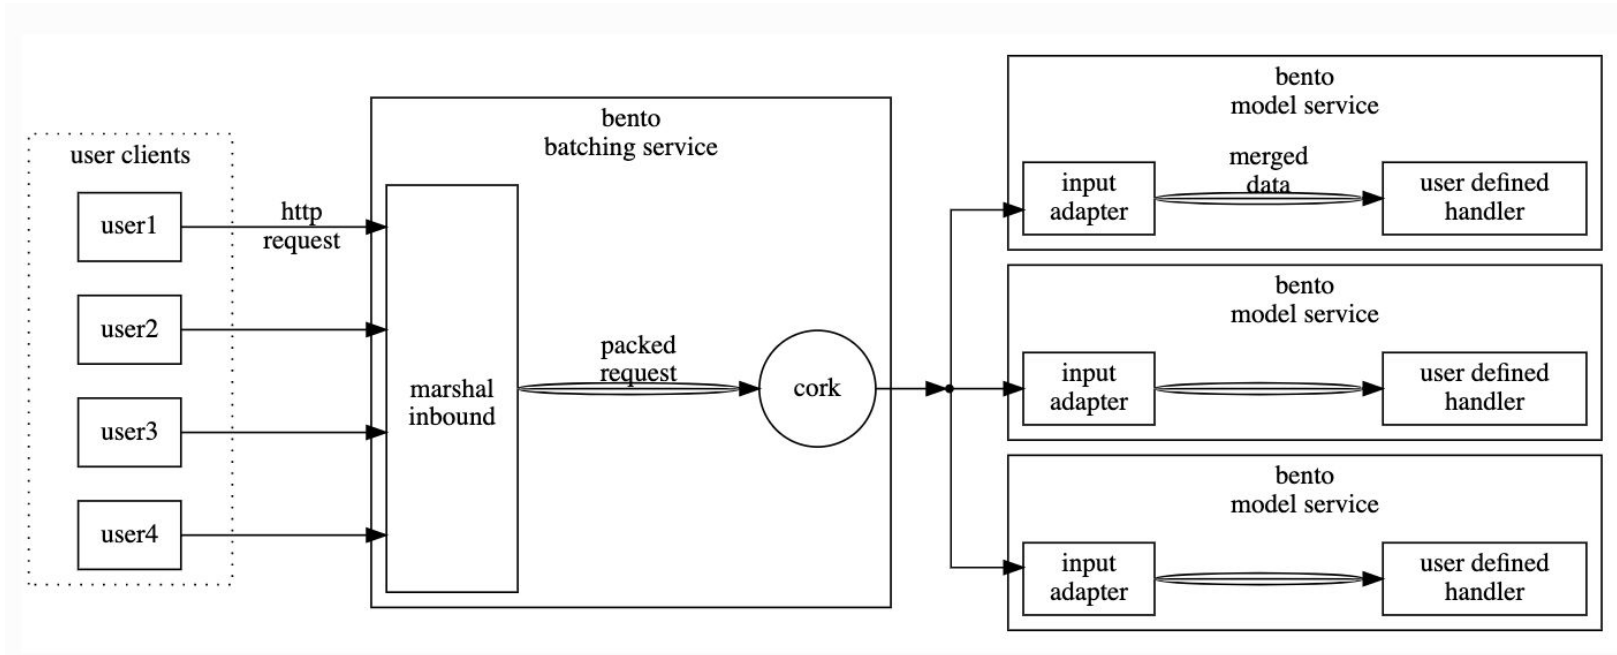 user clients
user1
user2
user3
user4
http
request
bento
batching service
marshal
inbound
packed
request
cork
bento
model service
input
adapter
merged
data
user defined
handler
bento
model service
input
adapter
user defined
handler
bento
model service
input
adapter
user defined
handler